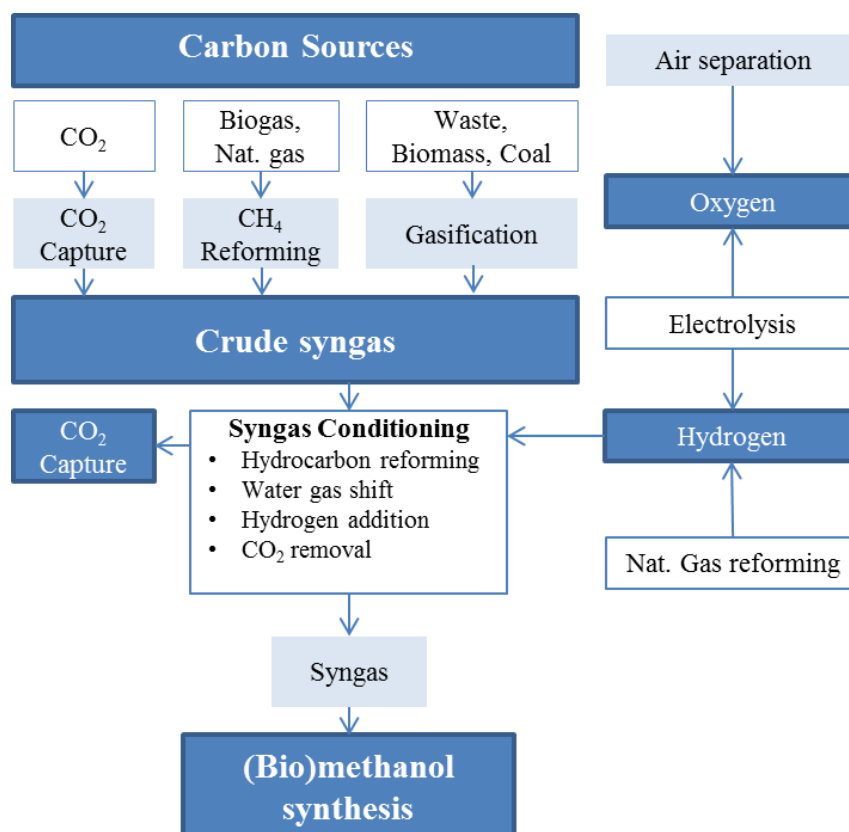 Carbon Sources
Air separation
CO₂
Biogas,
Nat. gas
Waste,
Biomass, Coal
CO₂
Capture
CH₄
Reforming
Gasification
Oxygen
Electrolysis
Crude syngas
CO₂
Capture
Syngas Conditioning
• Hydrocarbon reforming
• Water gas shift
• Hydrogen addition
• CO₂ removal
Hydrogen
Nat. Gas reforming
Syngas
(Bio)methanol
synthesis